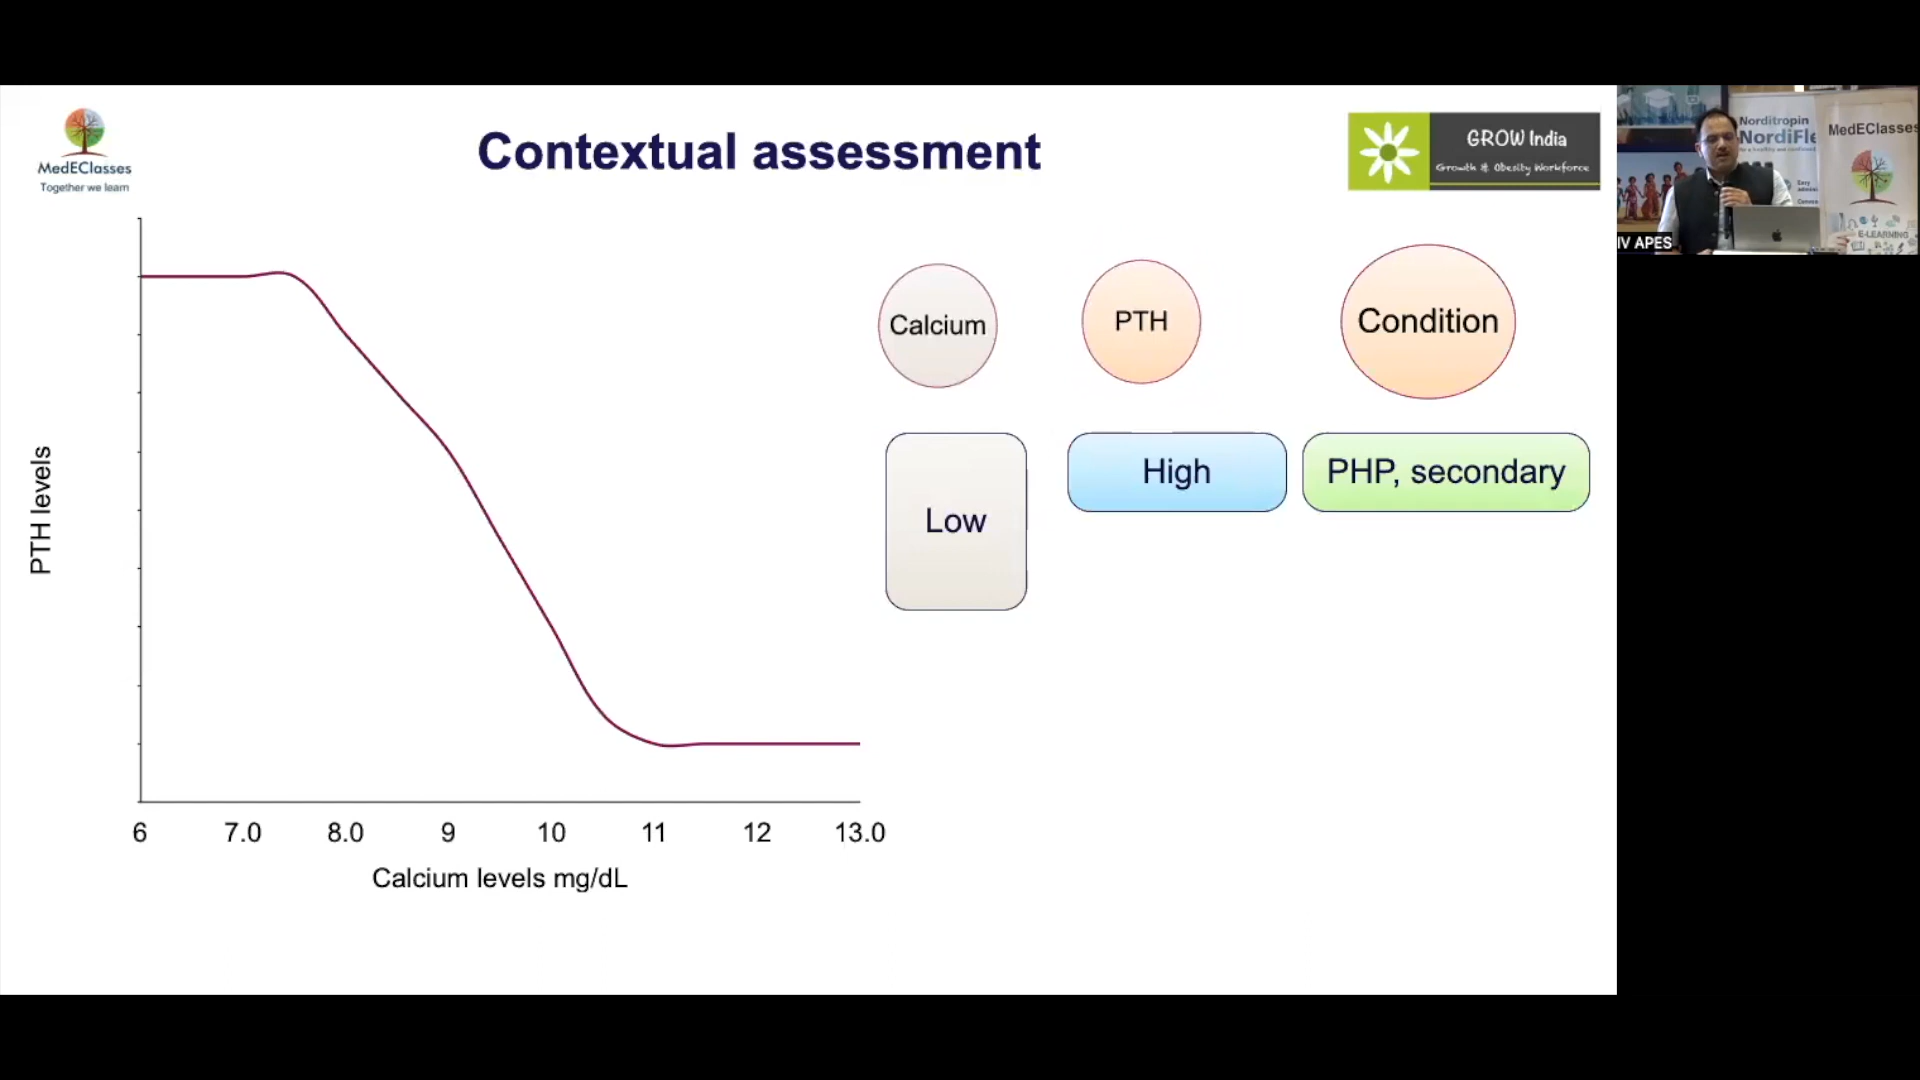 MedEClasses
Together we learn
Contextual assessment
GROW India
Growth & Obesity Workforce
Norditropin
NordiFle
MedEClasses
Easy
E-LEARNING
IV APES
PTH levels
Calcium
PTH
Condition
Low
High
PHP, secondary
6 7.0 8.0 9 10 11 12 13.0
Calcium levels mg/dL